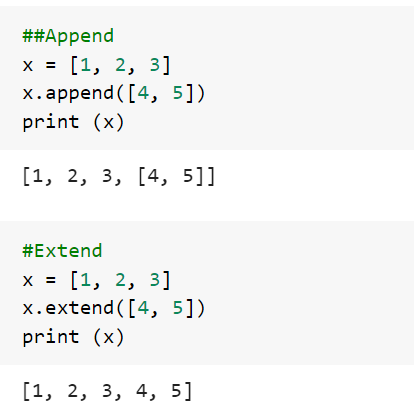 ##Append
x = [1, 2, 3]
x.append([4, 5])
print (x)
[1, 2, 3, [4, 5]]
#Extend
x = [1, 2, 3]
x.extend([4, 5])
print (x)
[1, 2, 3, 4, 5]